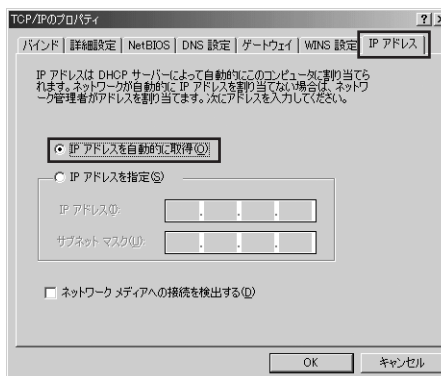 TCP/IPのプロパティ
バインド 詳細設定 NetBIOS DNS 設定 ゲートウェイ WINS 設定 IP アドレス
IP アドレスは DHCP サーバーによって自動的にこのコンピュータに割り当てら
れます。ネットワークが自動的に IP アドレスを割り当てない場合は、ネットワ
ーク管理者がアドレスを割り当てます。次にアドレスを入力してください。
IP アドレスを自動的に取得(O)
IP アドレスを指定(S)
IP アドレス(I):
サブネット マスク(U):
ネットワーク メディアへの接続を検出する(D)
OK キャンセル